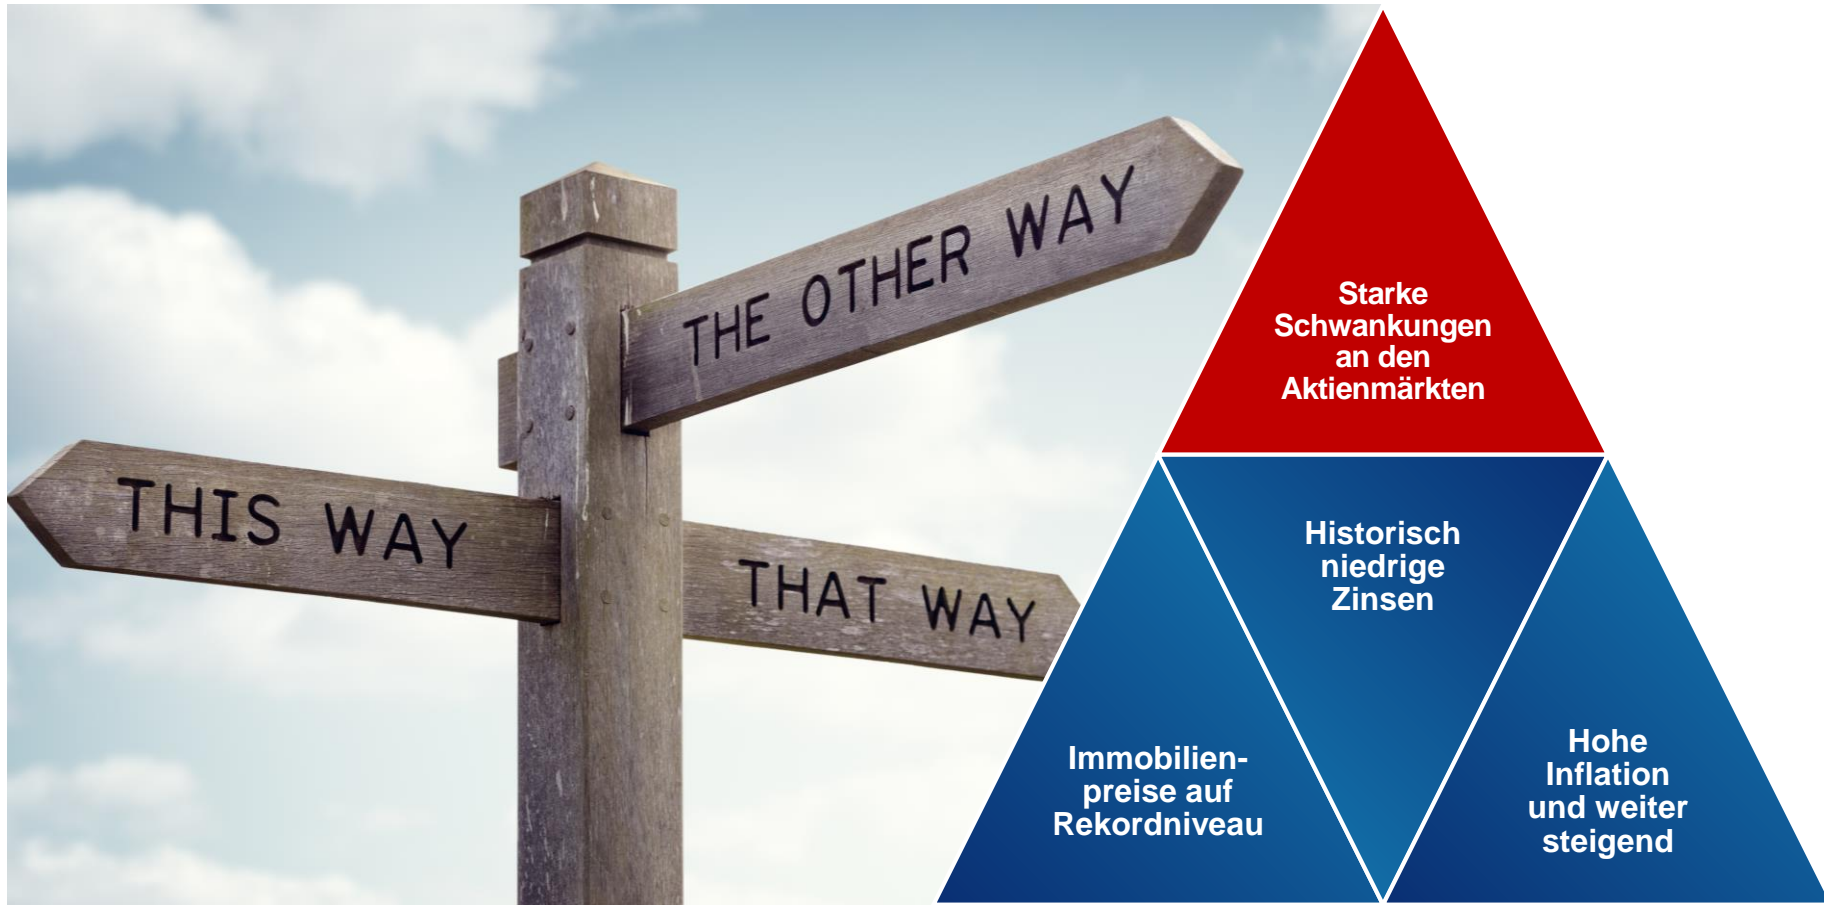 THE OTHER WAY
THIS WAY
THAT WAY
Starke
Schwankungen
an den
Aktienmärkten
Historisch
niedrige
Zinsen
Immobilien-
preise auf
Rekordniveau
Hohe
Inflation
und weiter
steigend